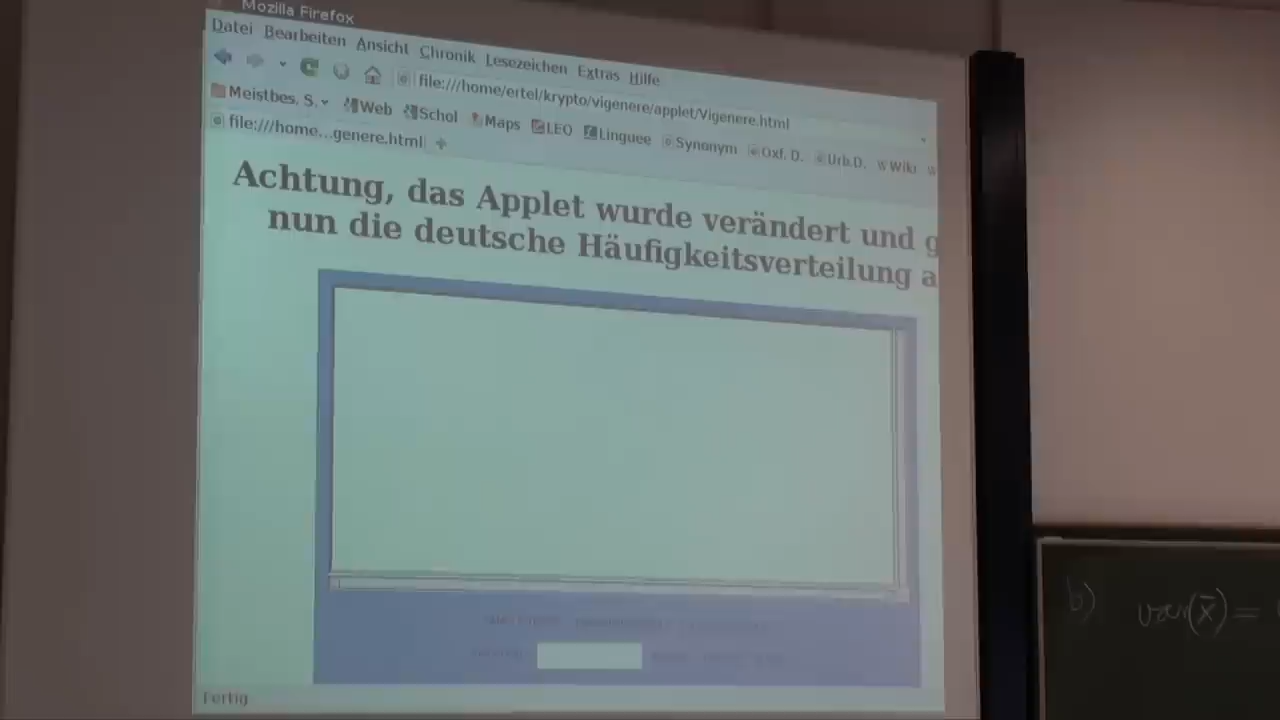 Mozilla Firefox
Datei Bearbeiten Ansicht Chronik Lesezeichen Extras Hilfe
file:///home/ertel/krypto/vigenere/applet/Vigenere.html
Meistbes. S. Web Schol Maps LEO Linguee Synonym Oxf. D. Urb.D. Wiki
file:///home...genere.html
Achtung, das Applet wurde verändert und g
nun die deutsche Häufigkeitsverteilung a
Fertig
b) var(x̄) =